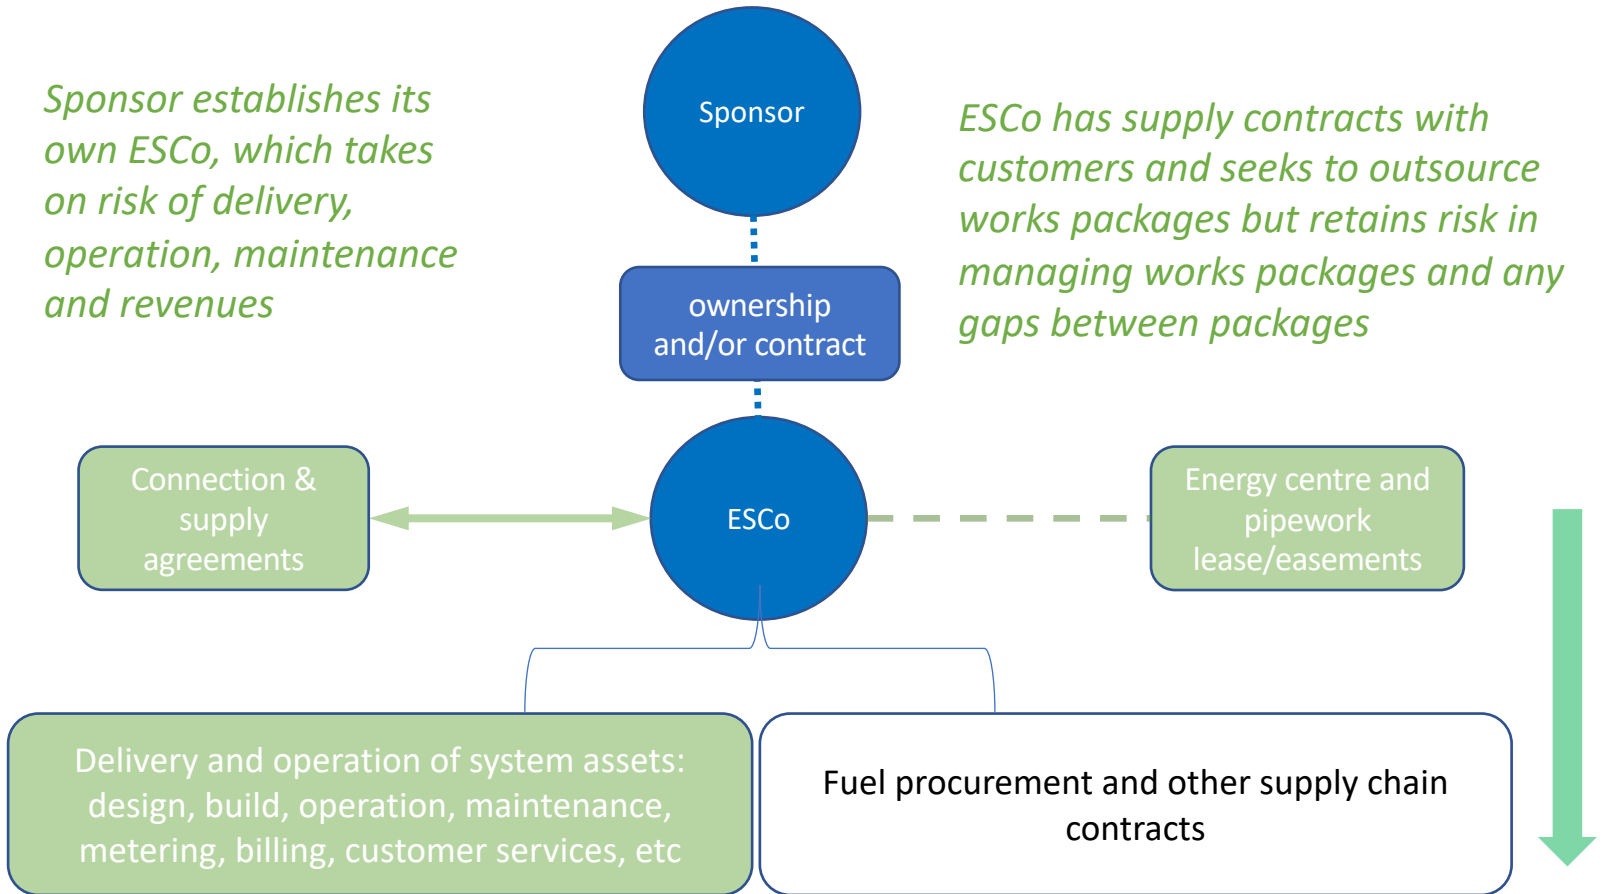 Sponsor establishes its
own ESCo, which takes
on risk of delivery,
operation, maintenance
and revenues
Sponsor
ESCo has supply contracts with
customers and seeks to outsource
works packages but retains risk in
managing works packages and any
gaps between packages
ownership
and/or contract
Connection &
supply
agreements
ESCo
Energy centre and
pipework
lease/easements
Delivery and operation of system assets:
design, build, operation, maintenance,
metering, billing, customer services, etc
Fuel procurement and other supply chain
contracts